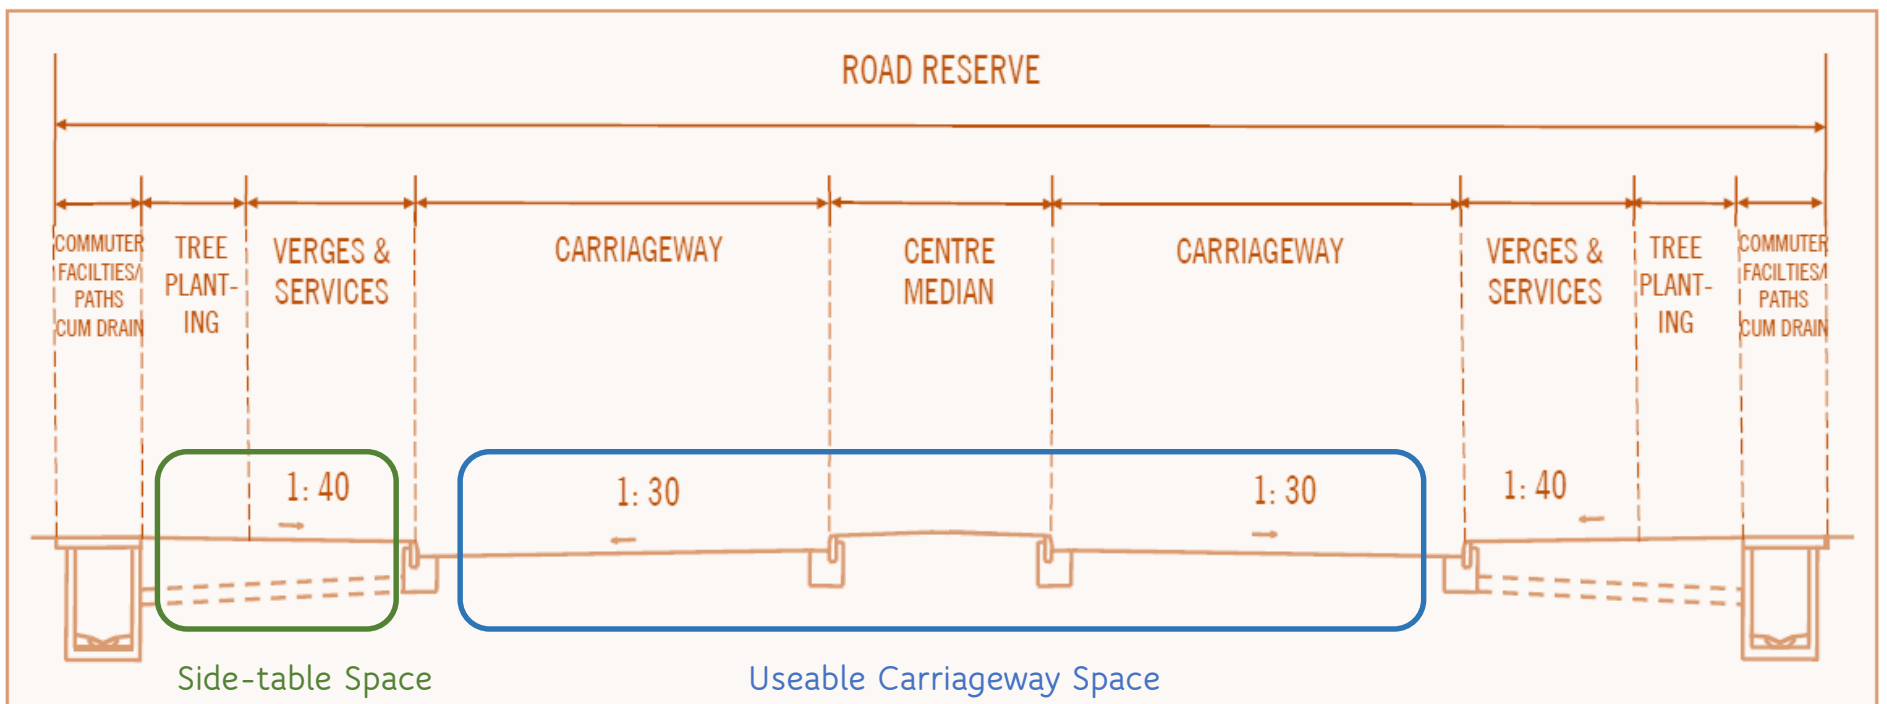 ROAD RESERVE
COMMUTER
FACILTIES/
PATHS
CUM DRAIN
TREE
PLANT-
ING
VERGES &
SERVICES
CARRIAGEWAY
CENTRE
MEDIAN
CARRIAGEWAY
VERGES &
SERVICES
TREE
PLANT-
ING
COMMUTER
FACILTIES/
PATHS
CUM DRAIN
1: 40
1: 30
1: 30
1: 40
Side-table Space
Useable Carriageway Space